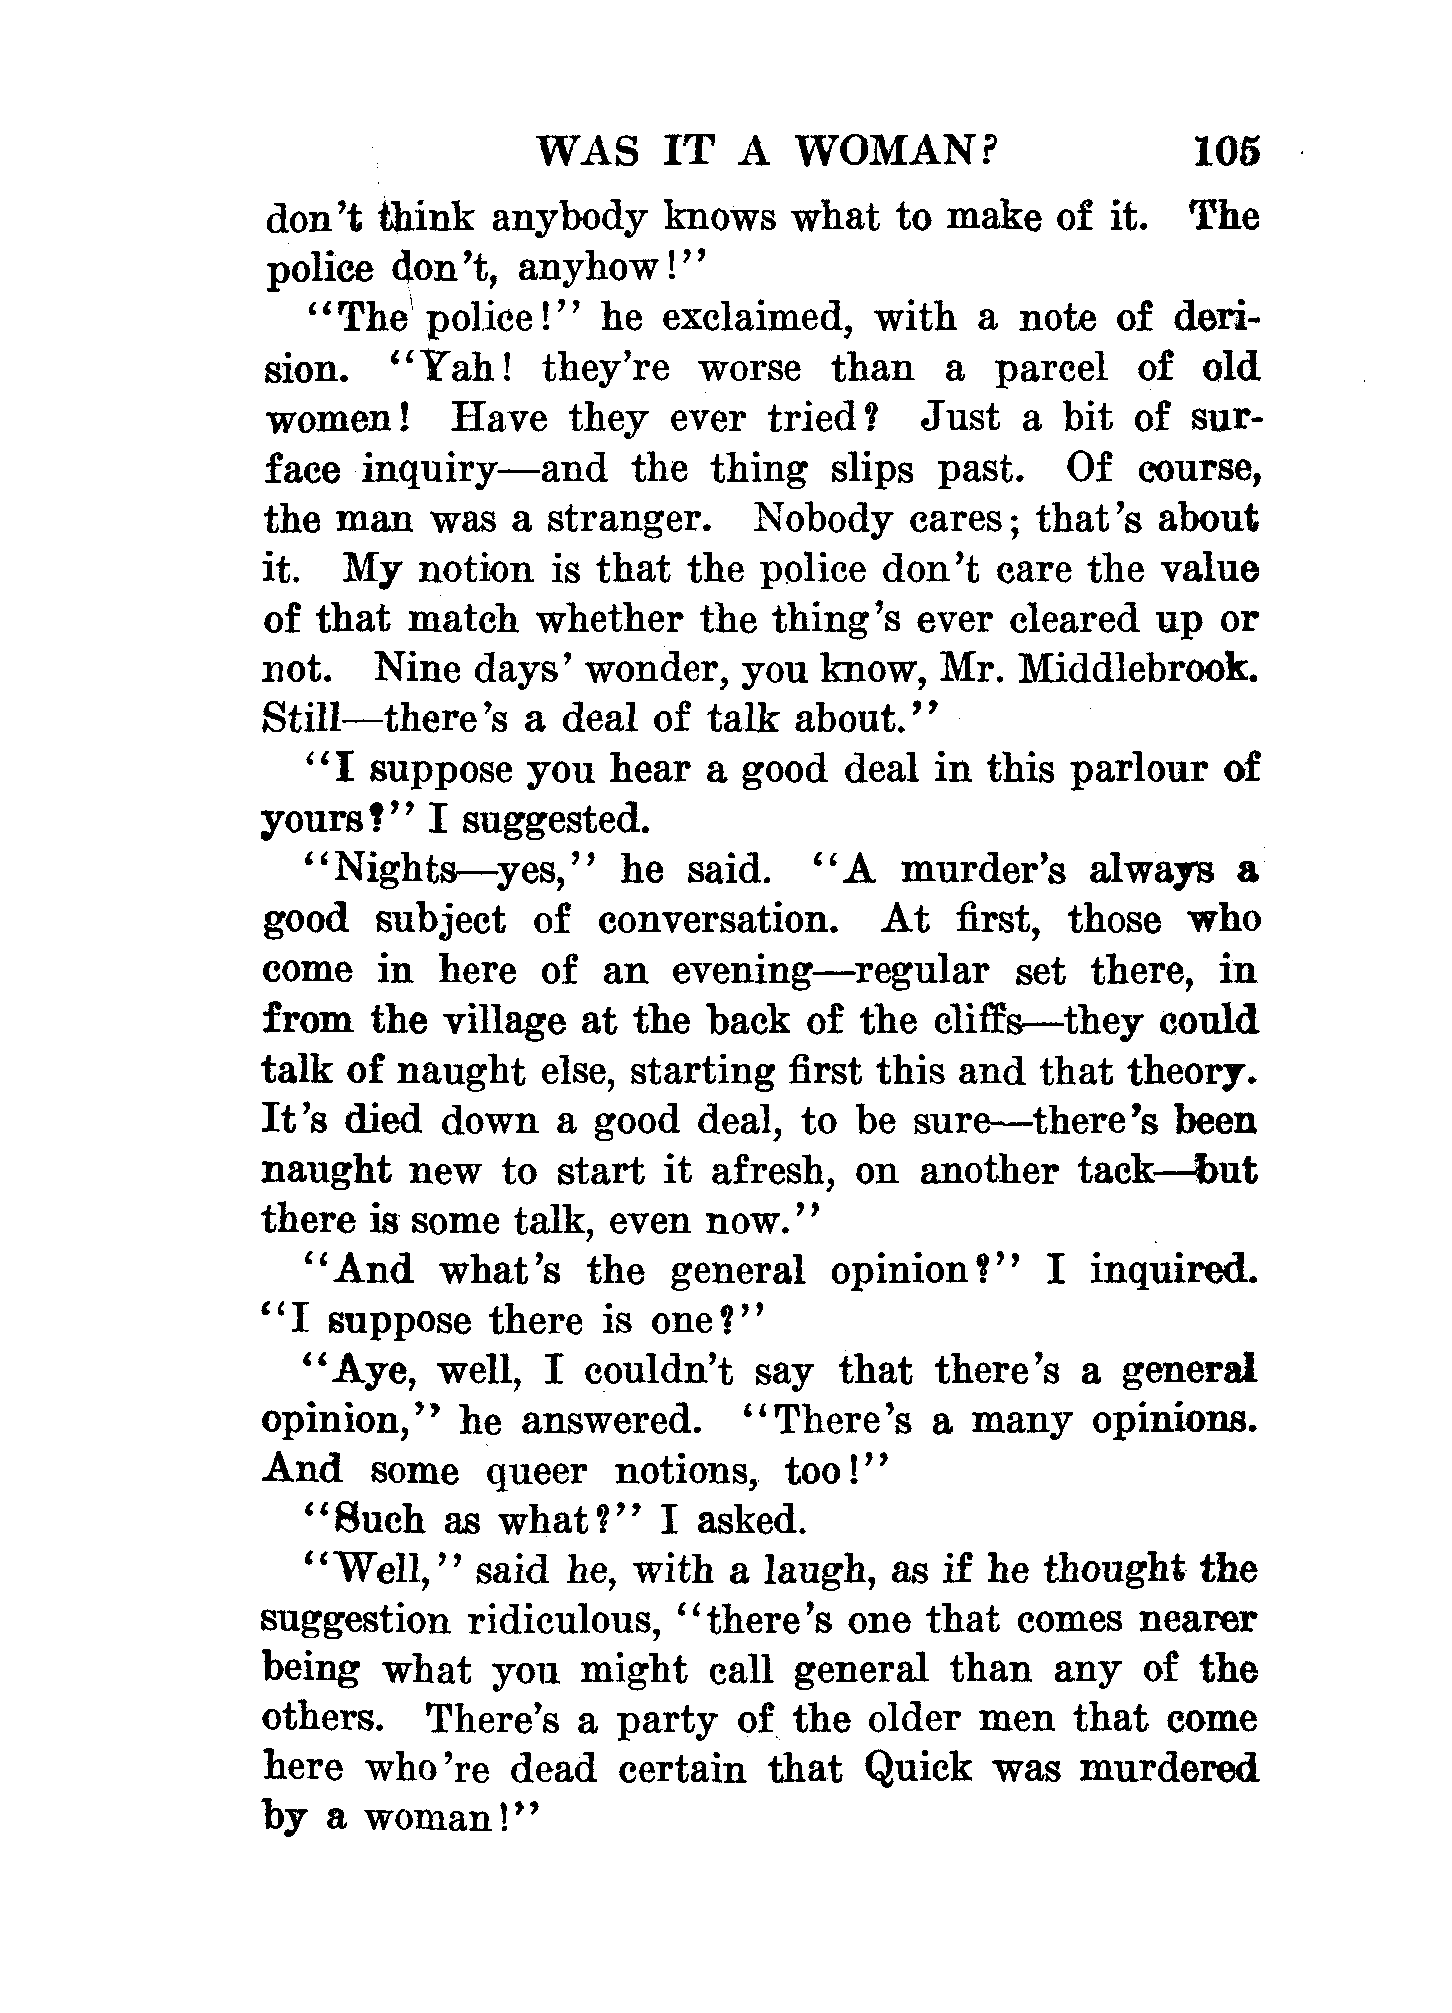 WAS IT A WOMAN? 105
don't think anybody knows what to make of it. The
police don't, anyhow!"
"The police!" he exclaimed, with a note of deri-
sion. "Yah! they're worse than a parcel of old
women! Have they ever tried? Just a bit of sur-
face inquiry—and the thing slips past. Of course,
the man was a stranger. Nobody cares; that's about
it. My notion is that the police don't care the value
of that match whether the thing's ever cleared up or
not. Nine days' wonder, you know, Mr. Middlebrook.
Still—there's a deal of talk about."
"I suppose you hear a good deal in this parlour of
yours?" I suggested.
"Nights—yes," he said. "A murder's always a
good subject of conversation. At first, those who
come in here of an evening—regular set there, in
from the village at the back of the cliffs—they could
talk of naught else, starting first this and that theory.
It's died down a good deal, to be sure—there's been
naught new to start it afresh, on another tack—but
there is some talk, even now."
"And what's the general opinion?" I inquired.
"I suppose there is one?"
"Aye, well, I couldn't say that there's a general
opinion," he answered. "There's a many opinions.
And some queer notions, too!"
"Such as what?" I asked.
"Well," said he, with a laugh, as if he thought the
suggestion ridiculous, "there's one that comes nearer
being what you might call general than any of the
others. There's a party of the older men that come
here who're dead certain that Quick was murdered
by a woman!"